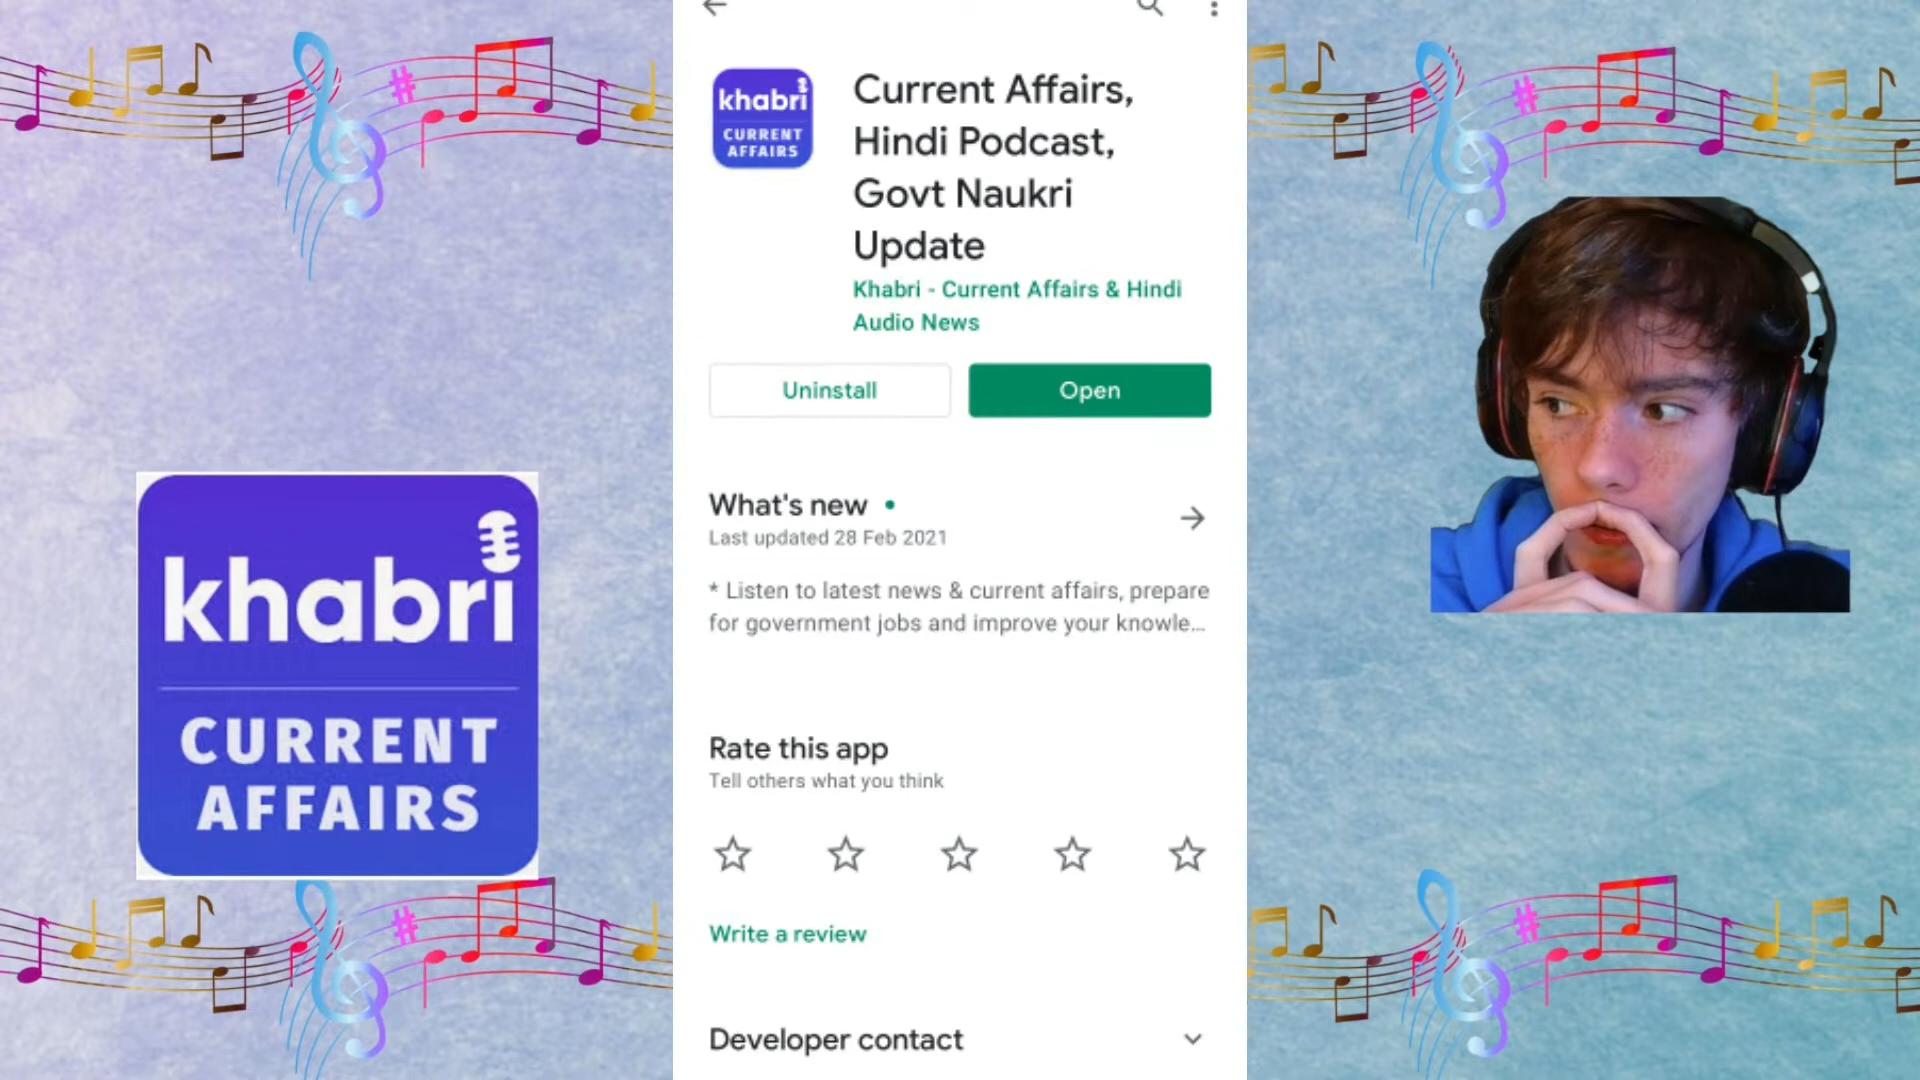 khabri
CURRENT
AFFAIRS
Current Affairs,
Hindi Podcast,
Govt Naukri
Update
Khabri - Current Affairs & Hindi
Audio News
Uninstall
Open
What's new
Last updated 28 Feb 2021
* Listen to latest news & current affairs, prepare
for government jobs and improve your knowle...
Rate this app
Tell others what you think
Write a review
Developer contact
khabri
CURRENT
AFFAIRS